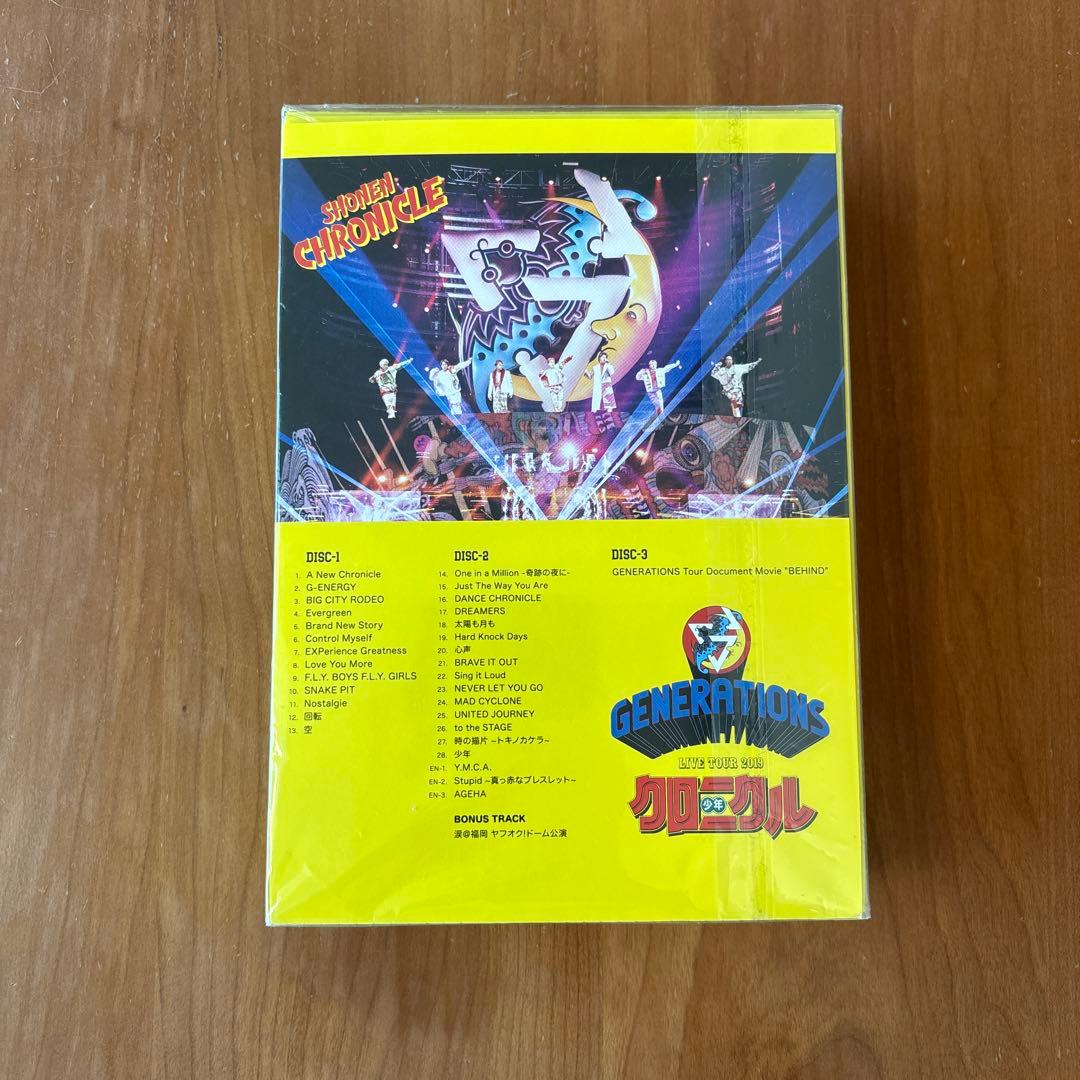 SHONEN
CHRONICLE
DISC-1
1. A New Chronicle
2. G-ENERGY
3. BIG CITY RODEO
4. Evergreen
5. Brand New Story
6. Control Myself
7. EXPerience Greatness
8. Love You More
9. F.L.Y. BOYS F.L.Y. GIRLS
10. SNAKE PIT
11. Nostalgie
12. 回転
13. 空
DISC-2
14. One in a Million -奇跡の夜に-
15. Just The Way You Are
16. DANCE CHRONICLE
17. DREAMERS
18. 太陽も月も
19. Hard Knock Days
20. 心声
21. BRAVE IT OUT
22. Sing it Loud
23. NEVER LET YOU GO
24. MAD CYCLONE
25. UNITED JOURNEY
26. to the STAGE
27. 時の描片 ~トキノカケラ~
28. 少年
EN-1. Y.M.C.A.
EN-2. Stupid ~真っ赤なブレスレット~
EN-3. AGEHA
BONUS TRACK
涙@福岡 ヤフオク!ドーム公演
DISC-3
GENERATIONS Tour Document Movie "BEHIND"
GENERATIONS
LIVE TOUR 2019
少年
クロニクル